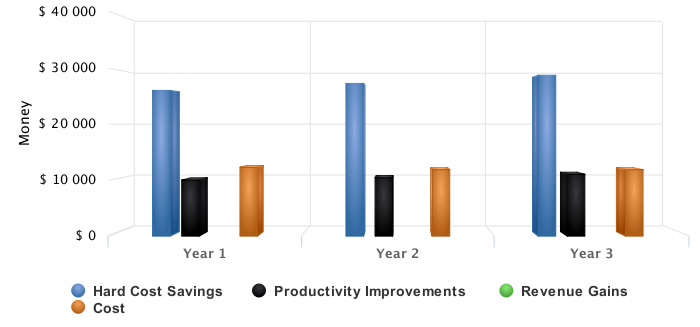 $ 40 000
$ 30 000
$ 20 000
$ 10 000
$ 0
Money
Year 1 Year 2 Year 3
Hard Cost Savings Productivity Improvements Revenue Gains
Cost